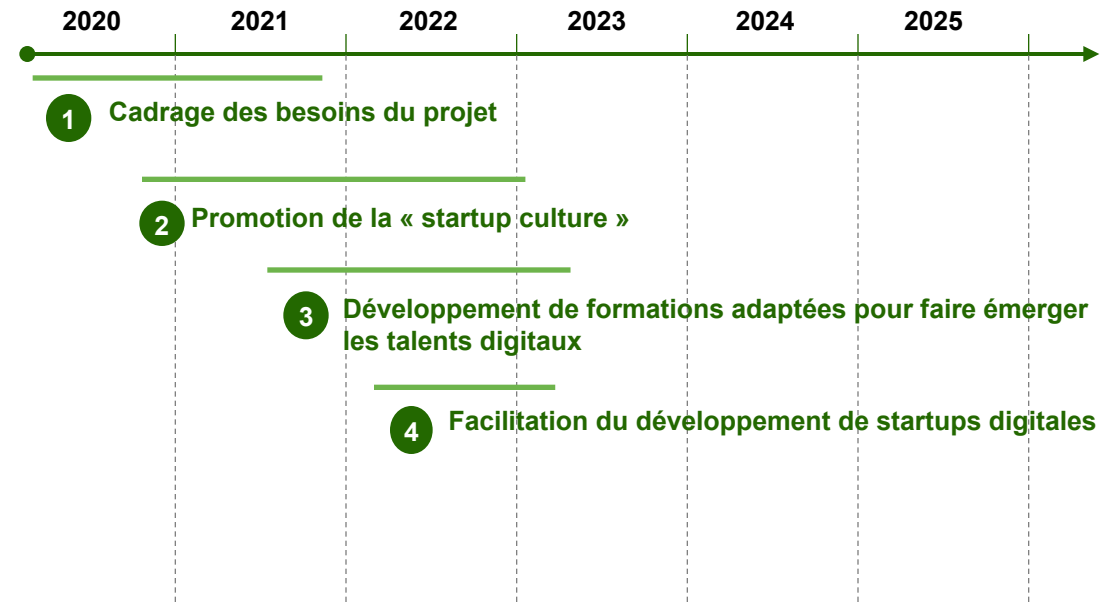 2020 2021 2022 2023 2024 2025
1 Cadrage des besoins du projet
2 Promotion de la « startup culture »
3 Développement de formations adaptées pour faire émerger
les talents digitaux
4 Facilitation du développement de startups digitales